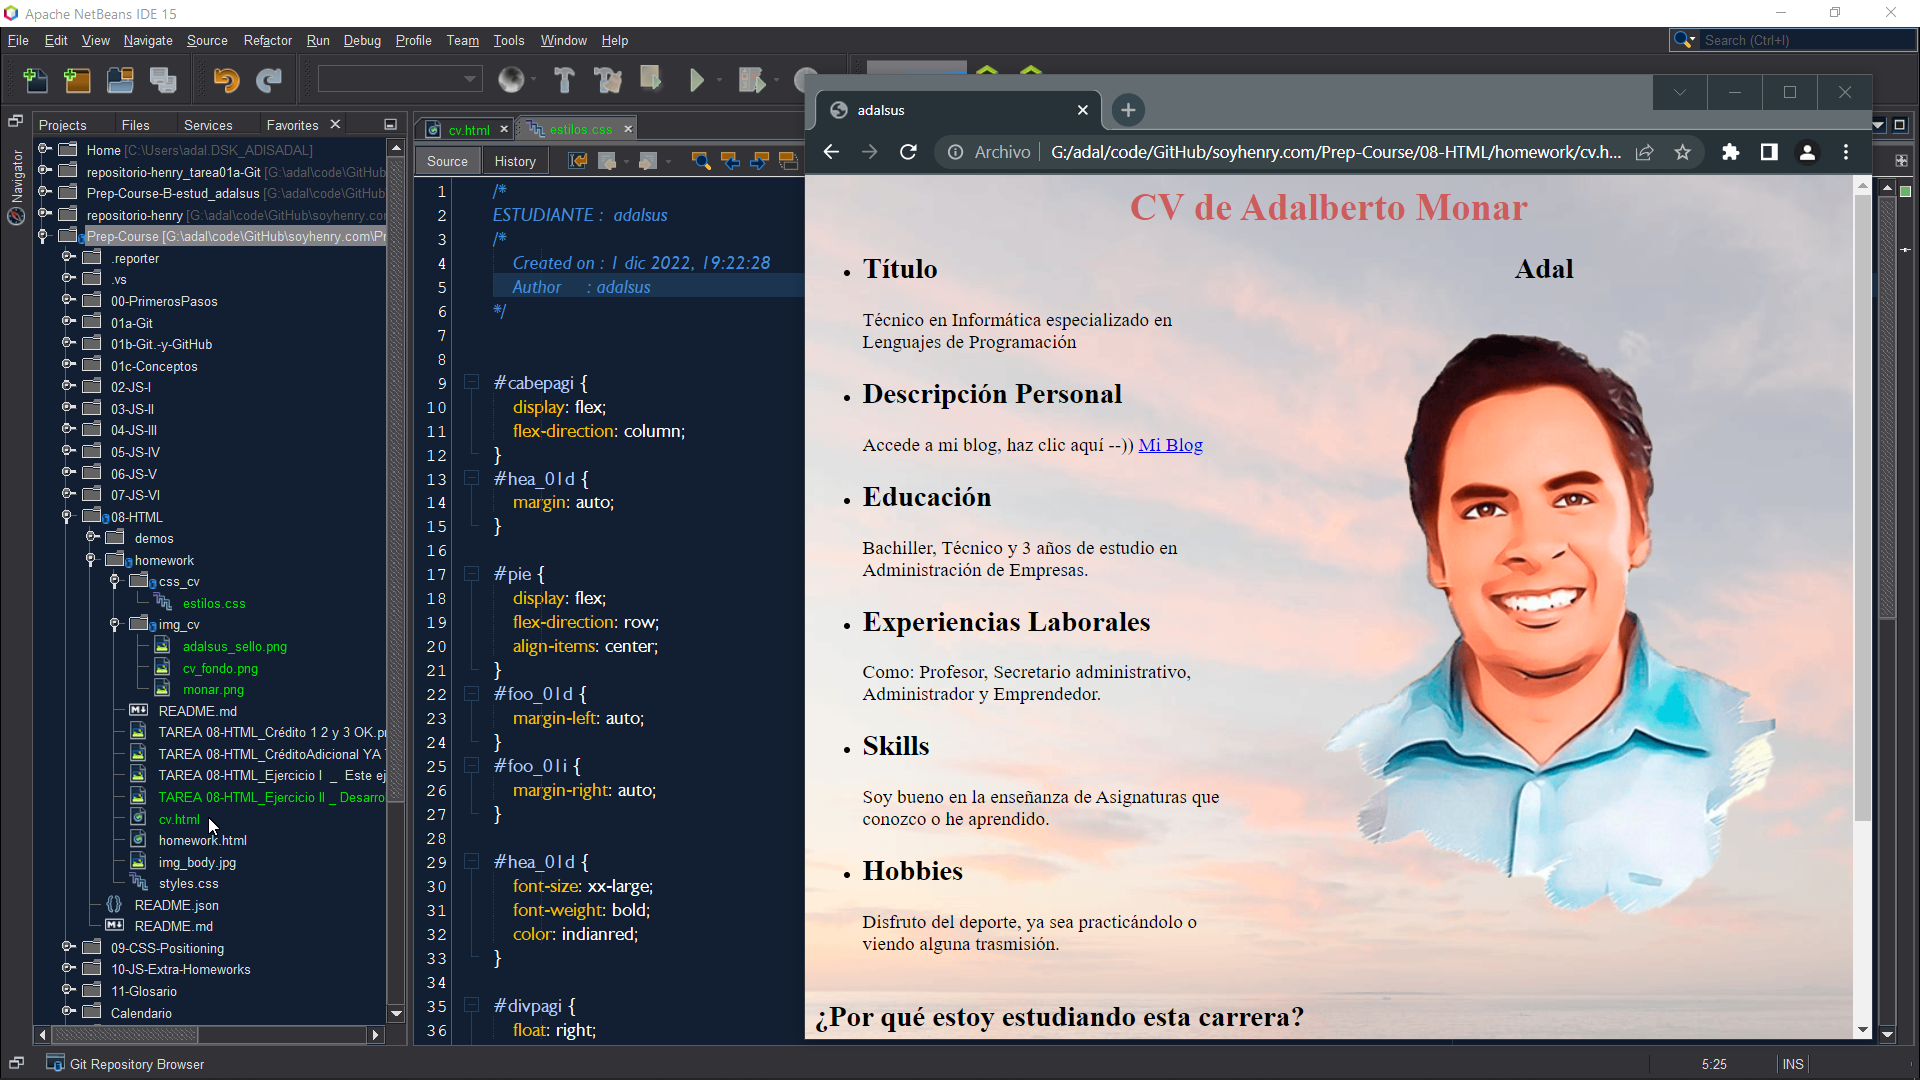 Apache NetBeans IDE 15
File Edit View Navigate Source Refactor Run Debug Profile Team Tools Window Help
Search (Ctrl+I)
Projects Files Services Favorites
Navigator
Home [C:\Users\adal.DSK_ADISADAL]
repositorio-henry_tarea01a-Git [G:\adal\code\GitHub
Prep-Course-B-estud_adalsus [G:\adal\code\GitHub
repositorio-henry [G:\adal\code\GitHub\soyhenry.co
Prep-Course [G:\adal\code\GitHub\soyhenry.com\Pr
.reporter
.vs
00-PrimerosPasos
01a-Git
01b-Git.-y-GitHub
01c-Conceptos
02-JS-I
03-JS-II
04-JS-III
05-JS-IV
06-JS-V
07-JS-VI
08-HTML
demos
homework
css_cv
estilos.css
img_cv
adalsus_sello.png
cv_fondo.png
monar.png
README.md
TAREA 08-HTML_Crédito 1 2 y 3 OK.p
TAREA 08-HTML_CréditoAdicional YA
TAREA 08-HTML_Ejercicio I _ Este ej
TAREA 08-HTML_Ejercicio II _ Desarro
cv.html
homework.html
img_body.jpg
styles.css
README.json
README.md
09-CSS-Positioning
10-JS-Extra-Homeworks
11-Glosario
Calendario
cv.html estilos.css
Source History
1 /*
2 ESTUDIANTE : adalsus
3 /*
4 Created on : 1 dic 2022, 19:22:28
5 Author : adalsus
6 */
7
8
9 #cabepagi {
10 display: flex;
11 flex-direction: column;
12 }
13 #hea_01d {
14 margin: auto;
15 }
16
17 #pie {
18 display: flex;
19 flex-direction: row;
20 align-items: center;
21 }
22 #foo_01d {
23 margin-left: auto;
24 }
25 #foo_01i {
26 margin-right: auto;
27 }
28
29 #hea_01d {
30 font-size: xx-large;
31 font-weight: bold;
32 color: indianred;
33 }
34
35 #divpagi {
36 float: right;
adalsus
Archivo G:/adal/code/GitHub/soyhenry.com/Prep-Course/08-HTML/homework/cv.h...
CV de Adalberto Monar
Título
Adal
Técnico en Informática especializado en
Lenguajes de Programación
Descripción Personal
Accede a mi blog, haz clic aquí --)) Mi Blog
Educación
Bachiller, Técnico y 3 años de estudio en
Administración de Empresas.
Experiencias Laborales
Como: Profesor, Secretario administrativo,
Administrador y Emprendedor.
Skills
Soy bueno en la enseñanza de Asignaturas que
conozco o he aprendido.
Hobbies
Disfruto del deporte, ya sea practicándolo o
viendo alguna trasmisión.
¿Por qué estoy estudiando esta carrera?
Git Repository Browser
5:25 INS